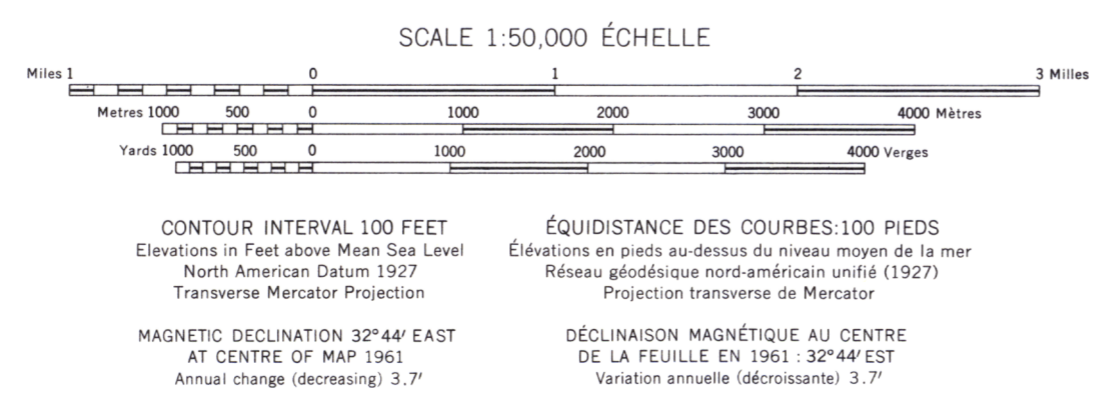 SCALE 1:50,000 ÉCHELLE
Miles 1 0 1 2 3 Milles
Metres 1000 500 0 1000 2000 3000 4000 Mètres
Yards 1000 500 0 1000 2000 3000 4000 Verges
CONTOUR INTERVAL 100 FEET
Elevations in Feet above Mean Sea Level
North American Datum 1927
Transverse Mercator Projection
ÉQUIDISTANCE DES COURBES:100 PIEDS
Élévations en pieds au-dessus du niveau moyen de la mer
Réseau géodésique nord-américain unifié (1927)
Projection transverse de Mercator
MAGNETIC DECLINATION 32°44′ EAST
AT CENTRE OF MAP 1961
Annual change (decreasing) 3.7′
DÉCLINAISON MAGNÉTIQUE AU CENTRE
DE LA FEUILLE EN 1961 : 32°44′ EST
Variation annuelle (décroissante) 3.7′